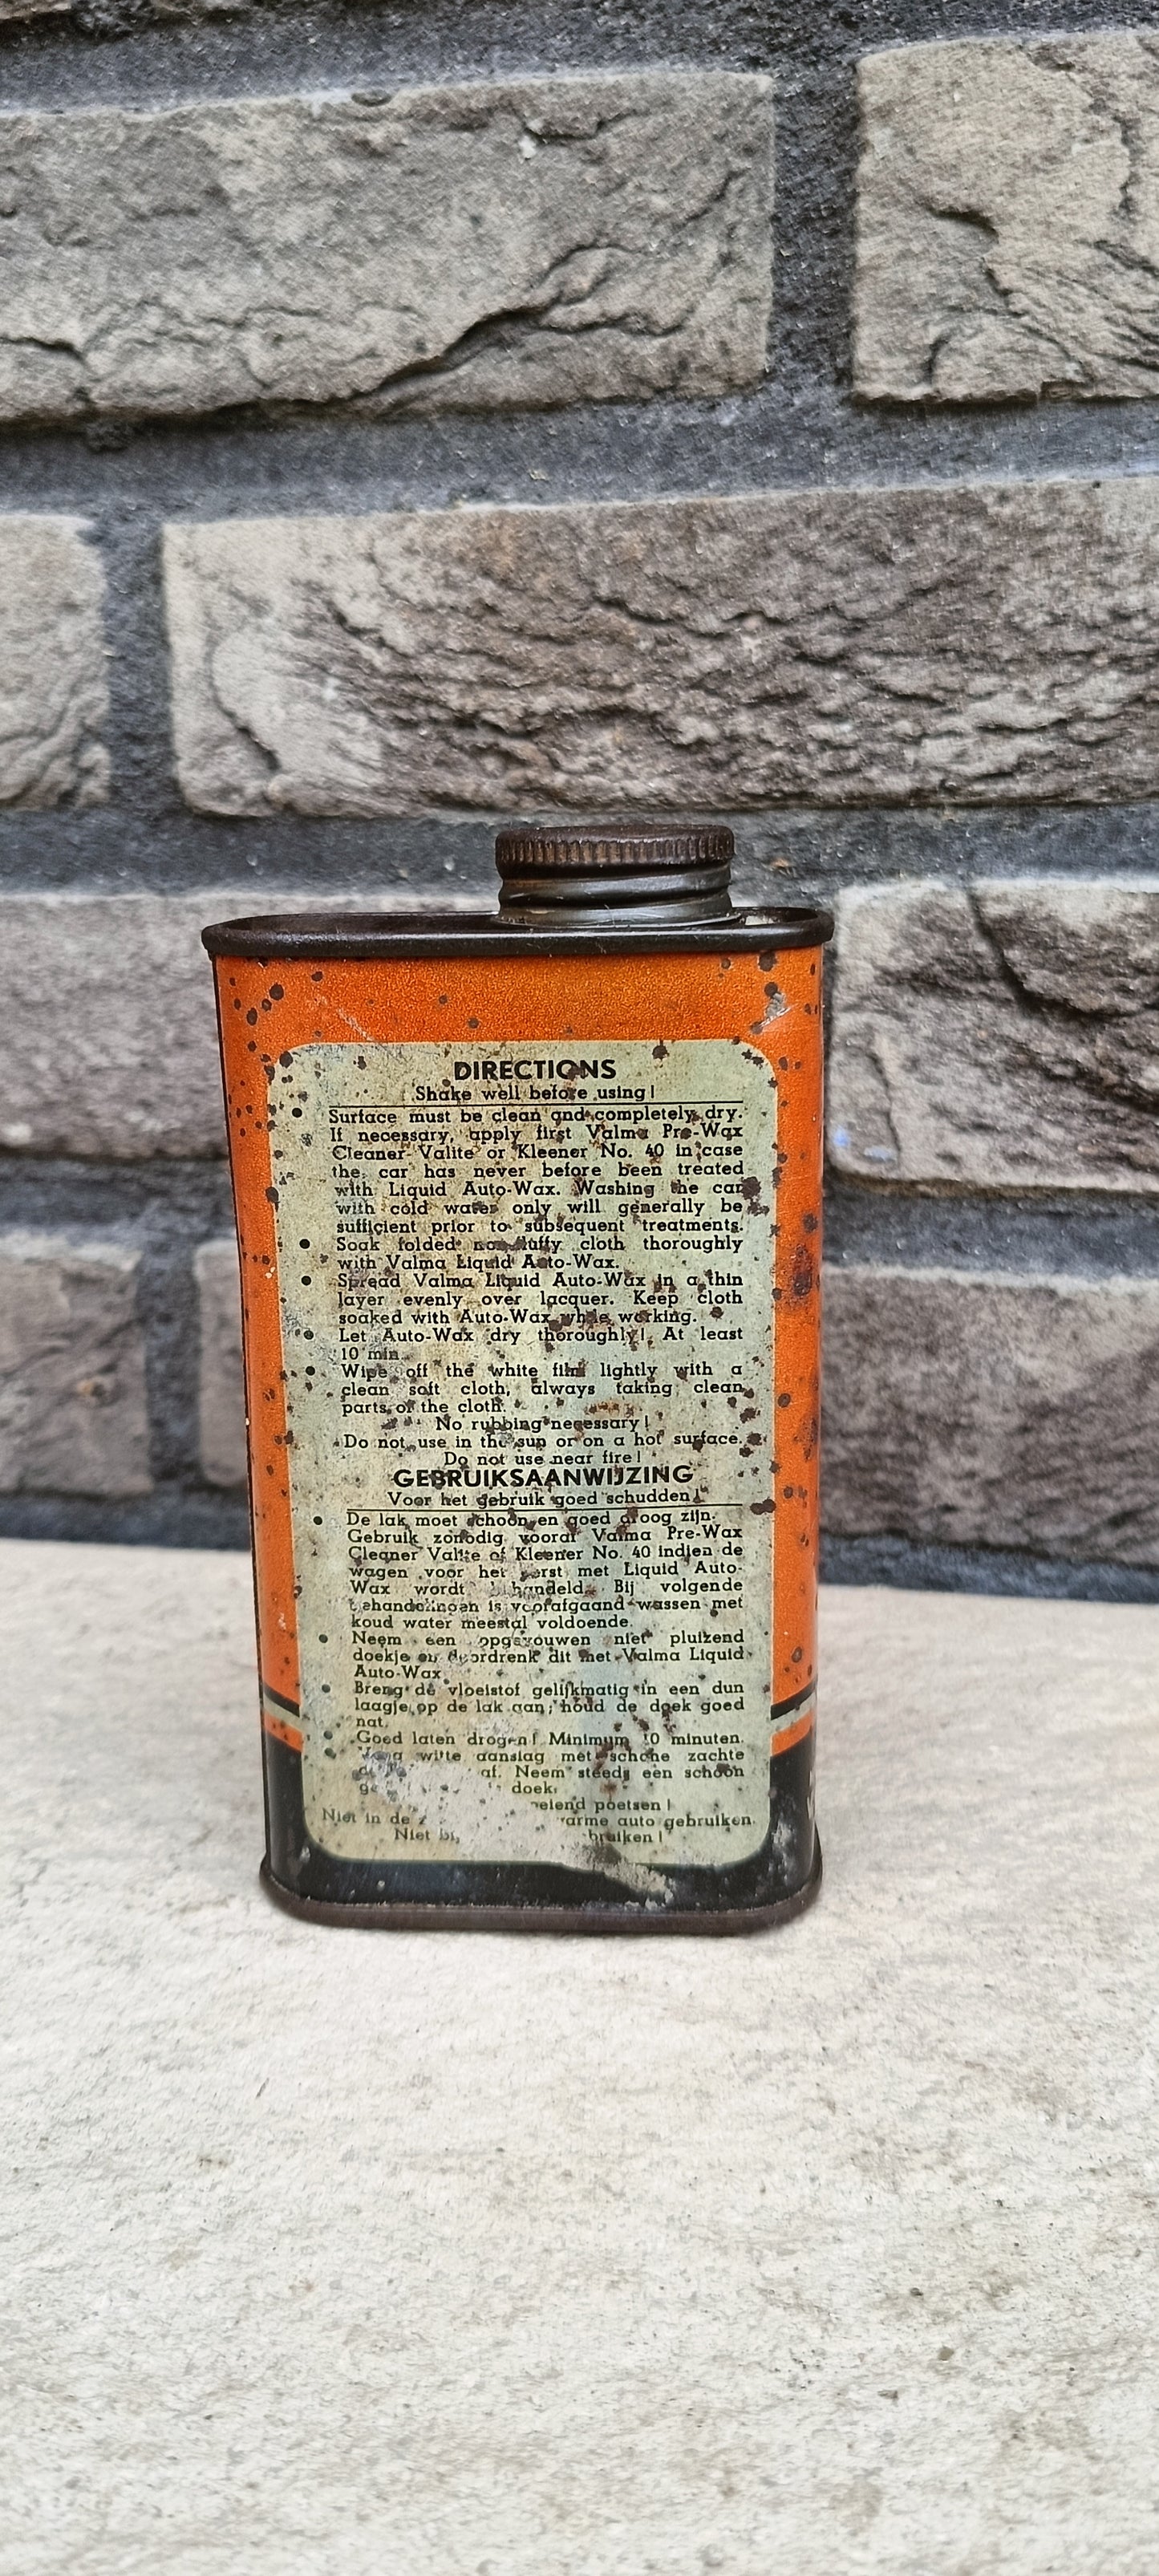 DIRECTIONS
Shake well before using!
Surface must be clean and completely dry.
If necessary, apply first Valma Pre-Wax
Cleaner Valite or Kleener No. 40 in case
the car has never before been treated
with Liquid Auto-Wax. Washing the car
with cold water only will generally be
sufficient prior to subsequent treatments.
Soak folded non-fluffy cloth thoroughly
with Valma Liquid Auto-Wax.
Spread Valma Liquid Auto-Wax in a thin
layer evenly over lacquer. Keep cloth
soaked with Auto-Wax while working.
Let Auto-Wax dry thoroughly! At least
10 min.
Wipe off the white film lightly with a
clean soft cloth, always taking clean
parts of the cloth.
No rubbing necessary!
Do not use in the sun or on a hot surface.
Do not use near fire!
GEBRUIKSAANWIJZING
Voor het gebruik goed schudden!
De lak moet schoon en goed droog zijn.
Gebruik zonodig vooraf Valma Pre-Wax
Cleaner Valite of Kleener No. 40 indien de
wagen voor het eerst met Liquid Auto-
Wax wordt behandeld. Bij volgende
behandelingen is voorafgaand wassen met
koud water meestal voldoende.
Neem een opgevouwen niet pluizend
doekje en doordrenk dit met Valma Liquid
Auto-Wax
Breng de vloeistof gelijkmatig in een dun
laagje op de lak aan; houd de doek goed
nat.
Goed laten drogen! Minimum 10 minuten.
witte aanslag met schone zachte
af. Neem steeds een schoon
doek.
poetsen!
Niet in de auto gebruiken.
Niet